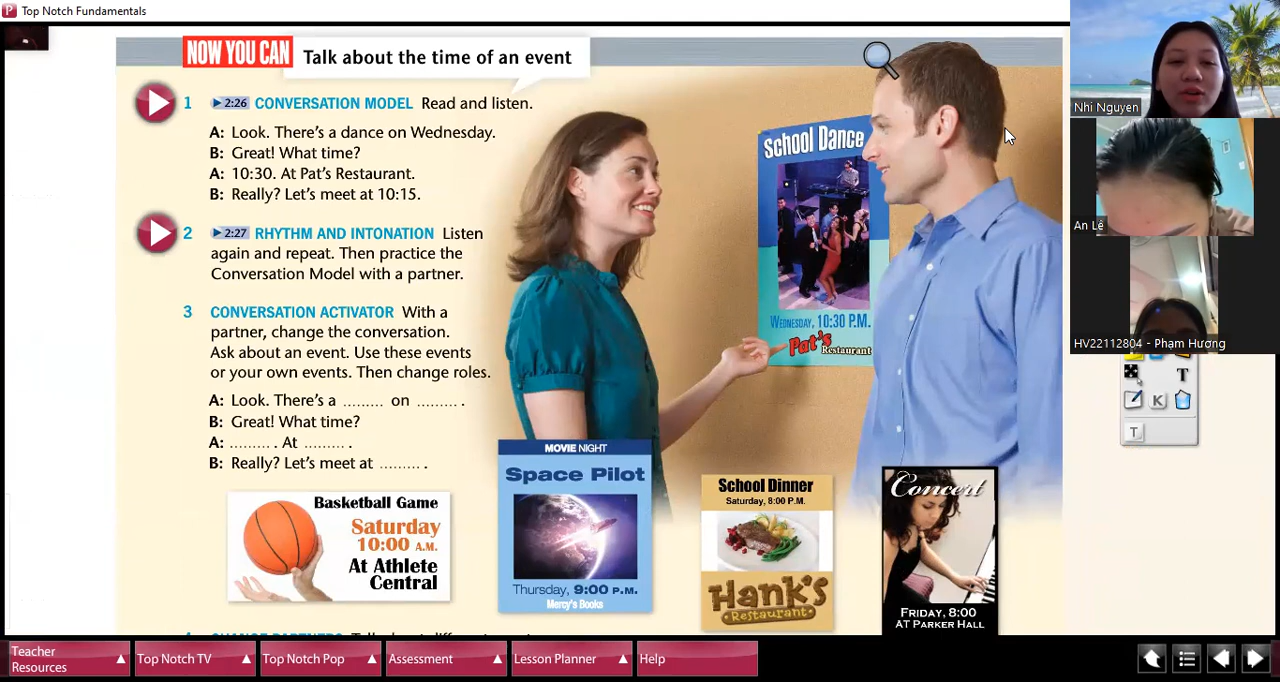 Top Notch Fundamentals
NOW YOU CAN Talk about the time of an event
1 2:26 CONVERSATION MODEL Read and listen.
A: Look. There's a dance on Wednesday.
B: Great! What time?
A: 10:30. At Pat's Restaurant.
B: Really? Let's meet at 10:15.
2 2:27 RHYTHM AND INTONATION Listen
again and repeat. Then practice the
Conversation Model with a partner.
3 CONVERSATION ACTIVATOR With a
partner, change the conversation.
Ask about an event. Use these events
or your own events. Then change roles.
A: Look. There's a ......... on ......... .
B: Great! What time?
A: ......... . At ......... .
B: Really? Let's meet at ......... .
School Dance
WEDNESDAY, 10:30 P.M.
Pat's
Restaurant
Basketball Game
Saturday
10:00 A.M.
At Athlete
Central
MOVIE NIGHT
Space Pilot
Thursday, 9:00 P.M.
Mercy's Books
School Dinner
Saturday, 8:00 P.M.
Hank's
Restaurant
Concert
FRIDAY, 8:00
AT PARKER HALL
Nhi Nguyen
An Lê
HV22112804 - Phạm Hương
T
K
T
Teacher
Resources
Top Notch TV
Top Notch Pop
Assessment
Lesson Planner
Help